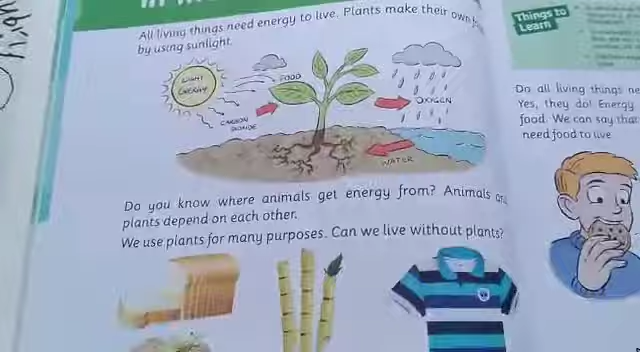 All living things need energy to live. Plants make their own
by using sunlight.
LIGHT
ENERGY
FOOD
CARBON
DIOXIDE
OXYGEN
WATER
Do you know where animals get energy from? Animals
plants depend on each other.
We use plants for many purposes. Can we live without plants?
Things to
Learn
Do all living things
Yes, they do! Energy
food. We can say that
need food to live